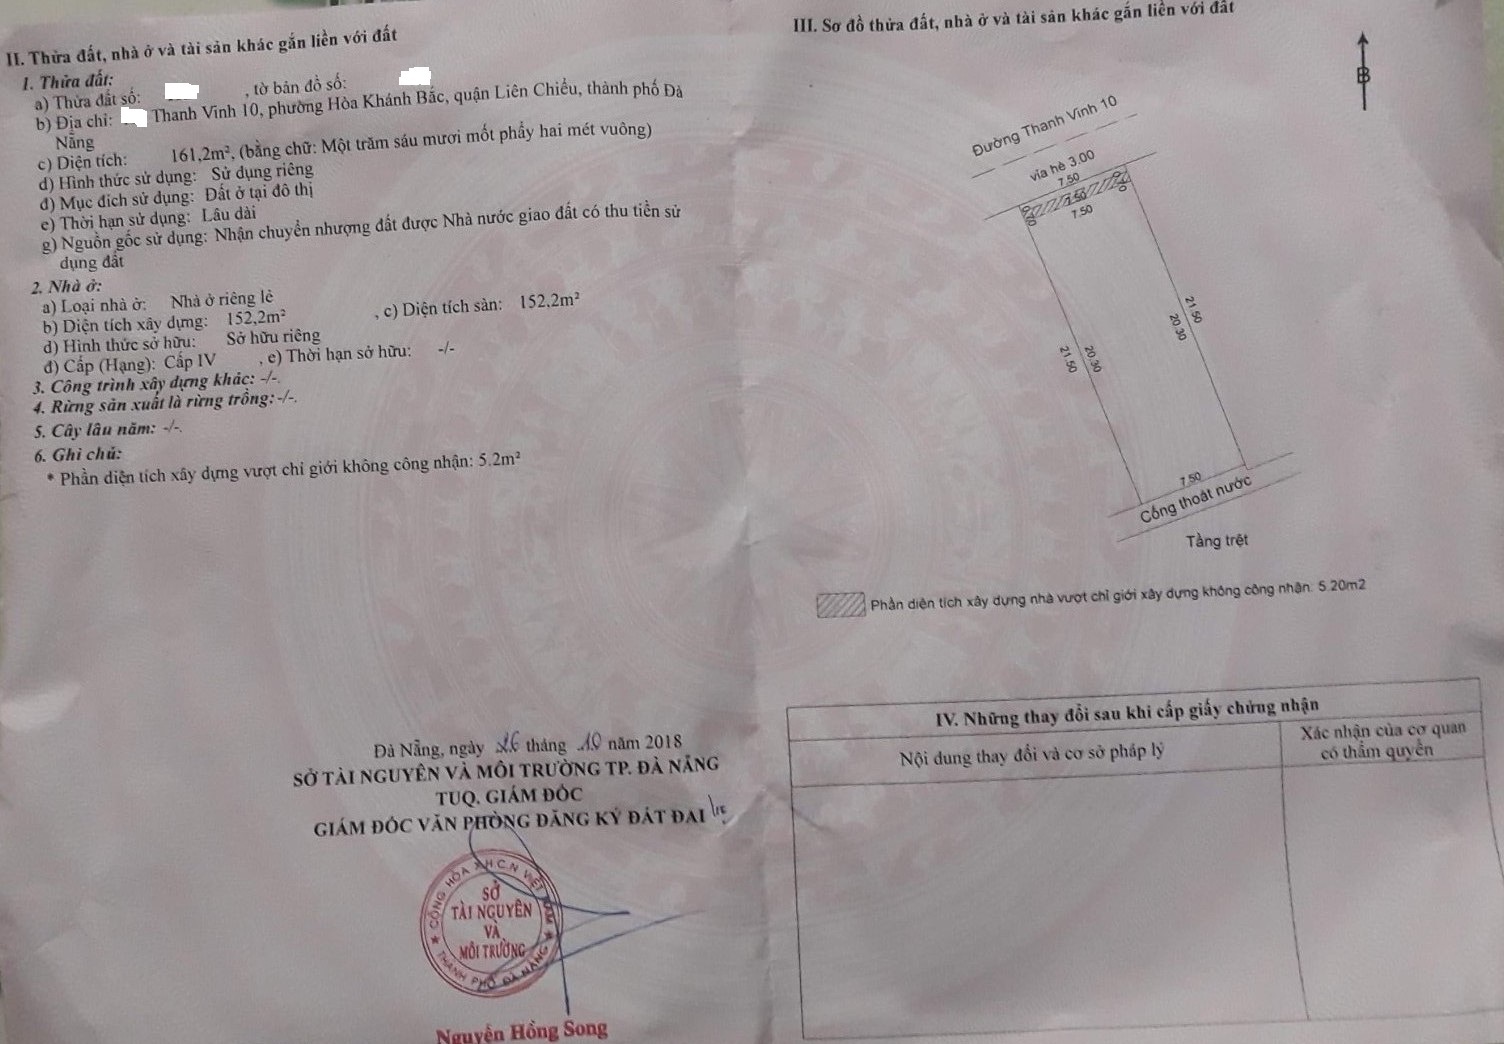 II. Thửa đất, nhà ở và tài sản khác gắn liền với đất
1. Thửa đất:
a) Thửa đất số: , tờ bản đồ số:
b) Địa chỉ: Thanh Vinh 10, phường Hòa Khánh Bắc, quận Liên Chiểu, thành phố Đà
Nẵng
c) Diện tích: 161,2m², (bằng chữ: Một trăm sáu mươi mốt phẩy hai mét vuông)
d) Hình thức sử dụng: Sử dụng riêng
đ) Mục đích sử dụng: Đất ở tại đô thị
e) Thời hạn sử dụng: Lâu dài
g) Nguồn gốc sử dụng: Nhận chuyển nhượng đất được Nhà nước giao đất có thu tiền sử
dụng đất
2. Nhà ở:
a) Loại nhà ở: Nhà ở riêng lẻ
b) Diện tích xây dựng: 152,2m² , c) Diện tích sàn: 152,2m²
d) Hình thức sở hữu: Sở hữu riêng
đ) Cấp (Hạng): Cấp IV , e) Thời hạn sở hữu: -/-
3. Công trình xây dựng khác: -/-.
4. Rừng sản xuất là rừng trồng: -/-.
5. Cây lâu năm: -/-.
6. Ghi chú:
* Phần diện tích xây dựng vượt chỉ giới không công nhận: 5.2m²
Đà Nẵng, ngày 26 tháng 10 năm 2018
SỞ TÀI NGUYÊN VÀ MÔI TRƯỜNG TP. ĐÀ NẴNG
TUQ. GIÁM ĐỐC
GIÁM ĐỐC VĂN PHÒNG ĐĂNG KÝ ĐẤT ĐAI
CỘNG HÒA XHCN VIỆT NAM
SỞ
TÀI NGUYÊN
VÀ
MÔI TRƯỜNG
THÀNH PHỐ ĐÀ NẴNG
Nguyễn Hồng Song
III. Sơ đồ thửa đất, nhà ở và tài sản khác gắn liền với đất
B
Đường Thanh Vinh 10
vỉa hè 3.00
7.50
7.50
7.50
21.50
20.30
21.50
20.30
7.50
Cống thoát nước
Tầng trệt
Phần diện tích xây dựng nhà vượt chỉ giới xây dựng không công nhận: 5.20m2
IV. Những thay đổi sau khi cấp giấy chứng nhận
Nội dung thay đổi và cơ sở pháp lý
Xác nhận của cơ quan
có thẩm quyền